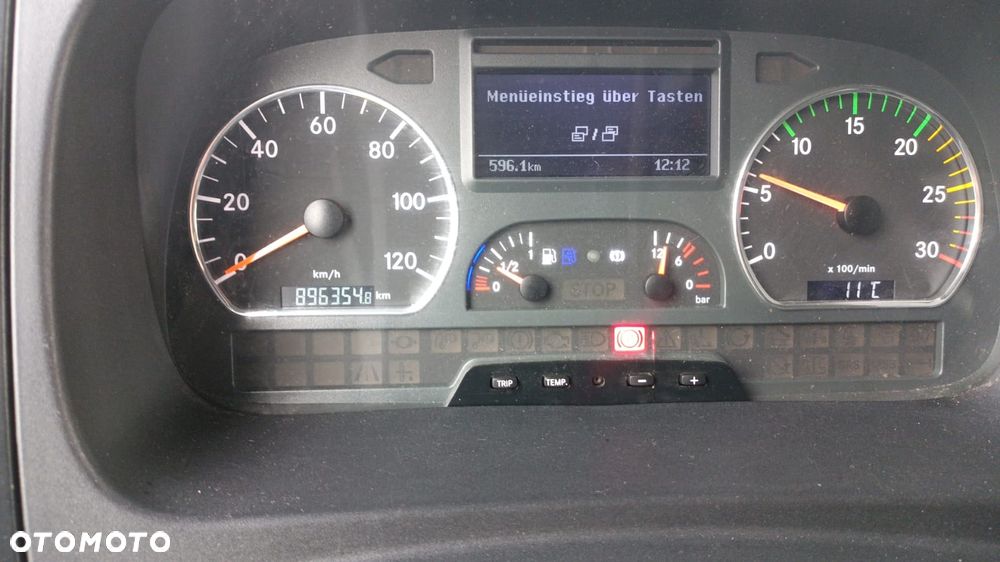 Menüeinstieg über Tasten
/
596.1km 12:12
0 20 40 60 80 100 120
km/h
896354.8 km
0 1/2 1
STOP
12 6 0
bar
0 5 10 15 20 25 30
x 100/min
11°C
TRIP TEMP. - +
OTOMOTO